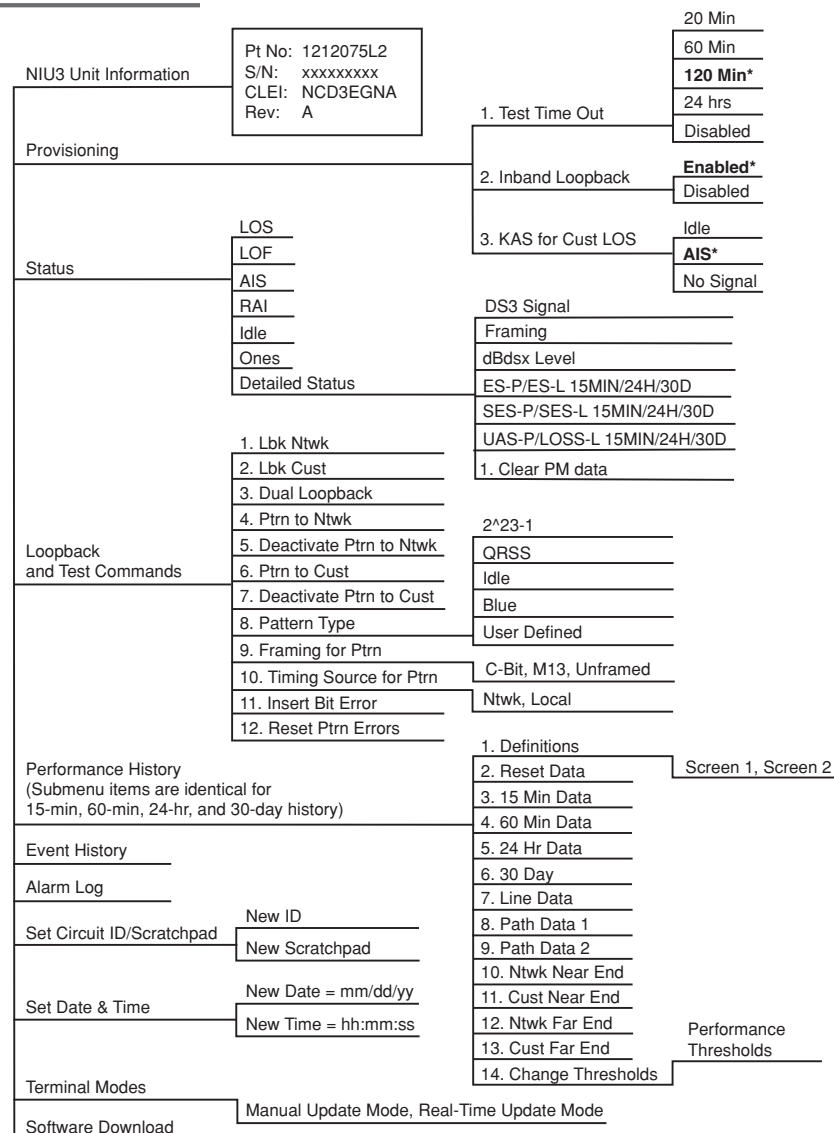 NIU3 Unit Information
Pt No: 1212075L2
S/N: xxxxxxxxx
CLEI: NCD3EGNA
Rev: A
Provisioning
1. Test Time Out
20 Min
60 Min
120 Min*
24 hrs
Disabled
2. Inband Loopback
Enabled*
Disabled
3. KAS for Cust LOS
Idle
AIS*
No Signal
Status
LOS
LOF
AIS
RAI
Idle
Ones
Detailed Status
DS3 Signal
Framing
dBdsx Level
ES-P/ES-L 15MIN/24H/30D
SES-P/SES-L 15MIN/24H/30D
UAS-P/LOSS-L 15MIN/24H/30D
1. Clear PM data
Loopback
and Test Commands
1. Lbk Ntwk
2. Lbk Cust
3. Dual Loopback
4. Ptrn to Ntwk
5. Deactivate Ptrn to Ntwk
6. Ptrn to Cust
7. Deactivate Ptrn to Cust
8. Pattern Type
2^23-1
QRSS
Idle
Blue
User Defined
9. Framing for Ptrn
C-Bit, M13, Unframed
10. Timing Source for Ptrn
Ntwk, Local
11. Insert Bit Error
12. Reset Ptrn Errors
Performance History
(Submenu items are identical for
15-min, 60-min, 24-hr, and 30-day history)
1. Definitions
Screen 1, Screen 2
2. Reset Data
3. 15 Min Data
4. 60 Min Data
5. 24 Hr Data
6. 30 Day
7. Line Data
8. Path Data 1
9. Path Data 2
10. Ntwk Near End
11. Cust Near End
12. Ntwk Far End
13. Cust Far End
14. Change Thresholds
Performance
Thresholds
Event History
Alarm Log
Set Circuit ID/Scratchpad
New ID
New Scratchpad
Set Date & Time
New Date = mm/dd/yy
New Time = hh:mm:ss
Terminal Modes
Manual Update Mode, Real-Time Update Mode
Software Download